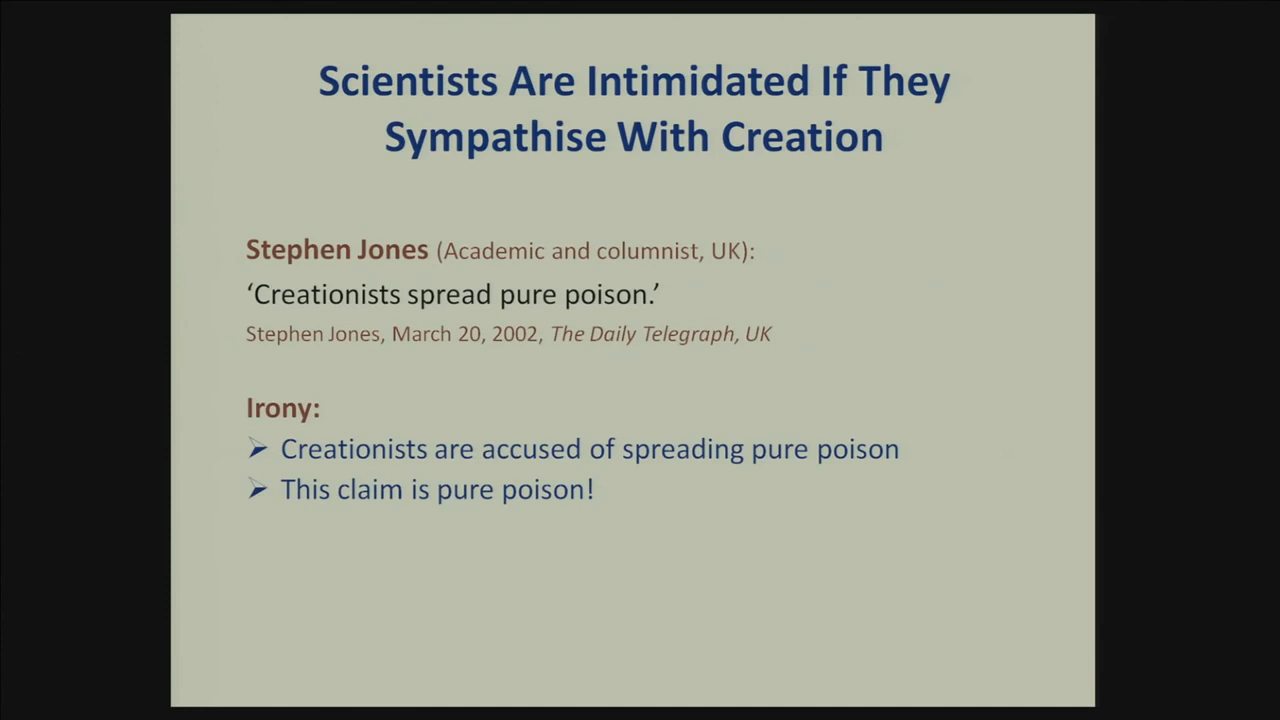 Scientists Are Intimidated If They
Sympathise With Creation
Stephen Jones (Academic and columnist, UK):
‘Creationists spread pure poison.’
Stephen Jones, March 20, 2002, The Daily Telegraph, UK
Irony:
➢ Creationists are accused of spreading pure poison
➢ This claim is pure poison!